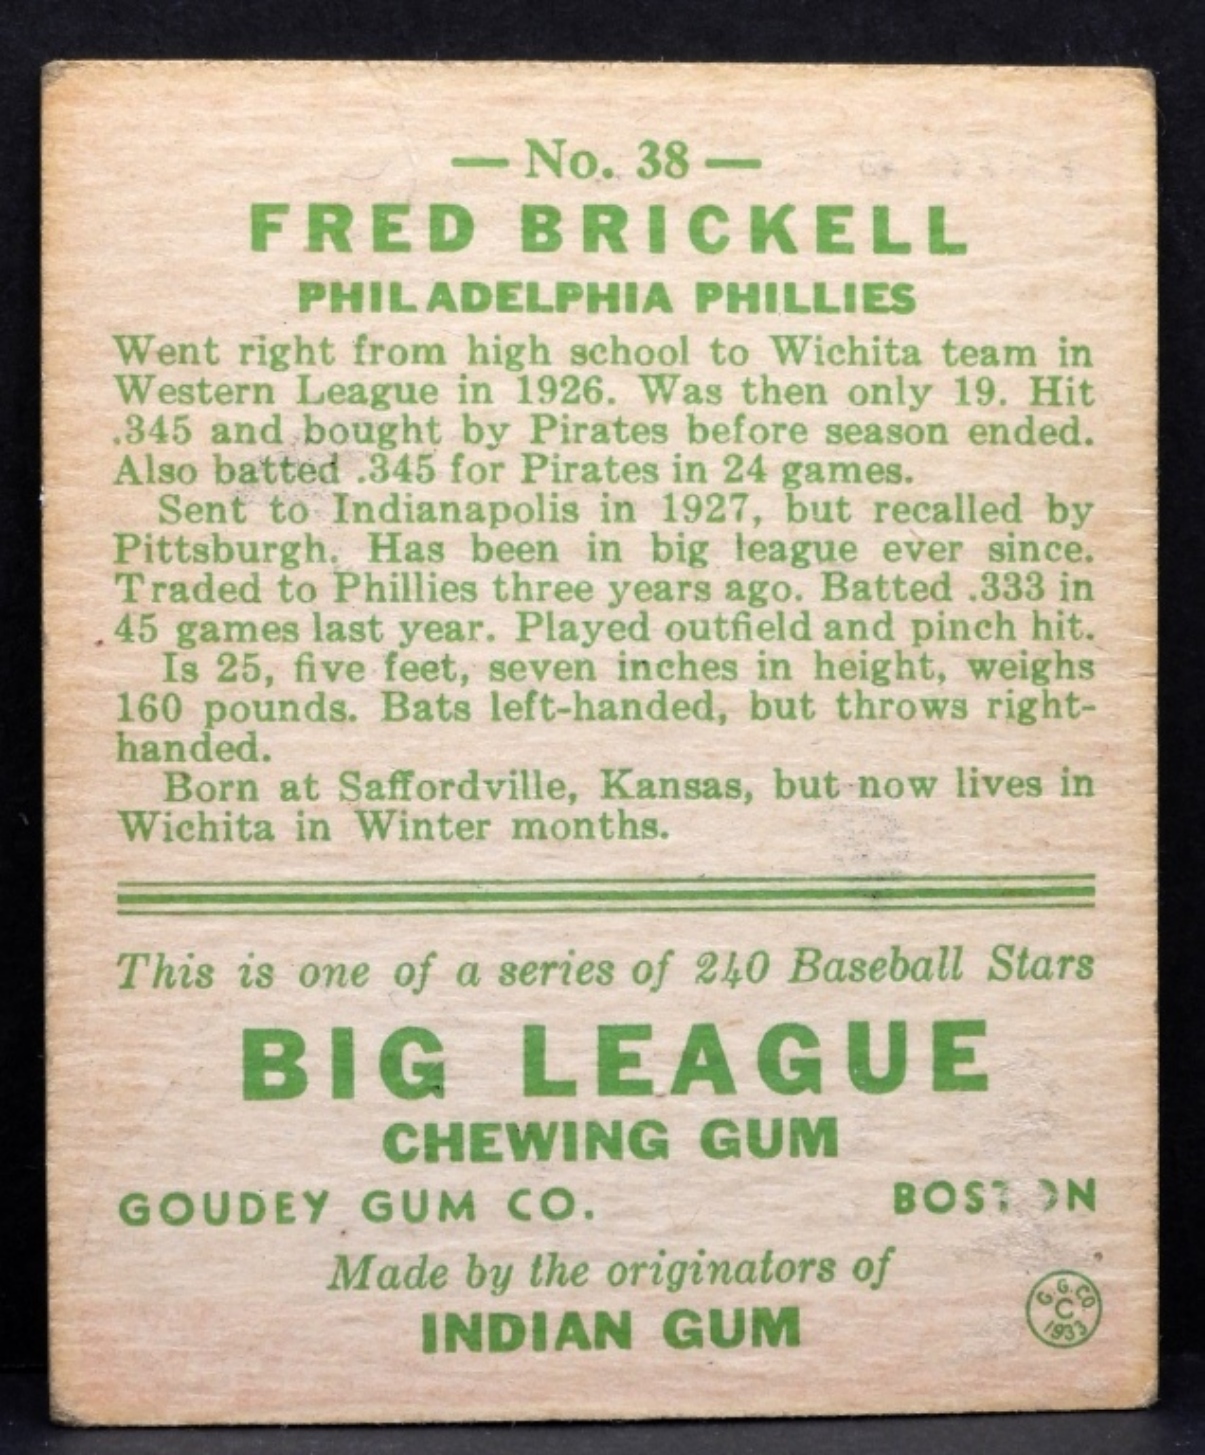 — No. 38 —
FRED BRICKELL
PHILADELPHIA PHILLIES
Went right from high school to Wichita team in
Western League in 1926. Was then only 19. Hit
.345 and bought by Pirates before season ended.
Also batted .345 for Pirates in 24 games.
Sent to Indianapolis in 1927, but recalled by
Pittsburgh. Has been in big league ever since.
Traded to Phillies three years ago. Batted .333 in
45 games last year. Played outfield and pinch hit.
Is 25, five feet, seven inches in height, weighs
160 pounds. Bats left-handed, but throws right-
handed.
Born at Saffordville, Kansas, but now lives in
Wichita in Winter months.
This is one of a series of 240 Baseball Stars
BIG LEAGUE
CHEWING GUM
GOUDEY GUM CO. BOSTON
Made by the originators of
INDIAN GUM
G. G. CO.
C
1933